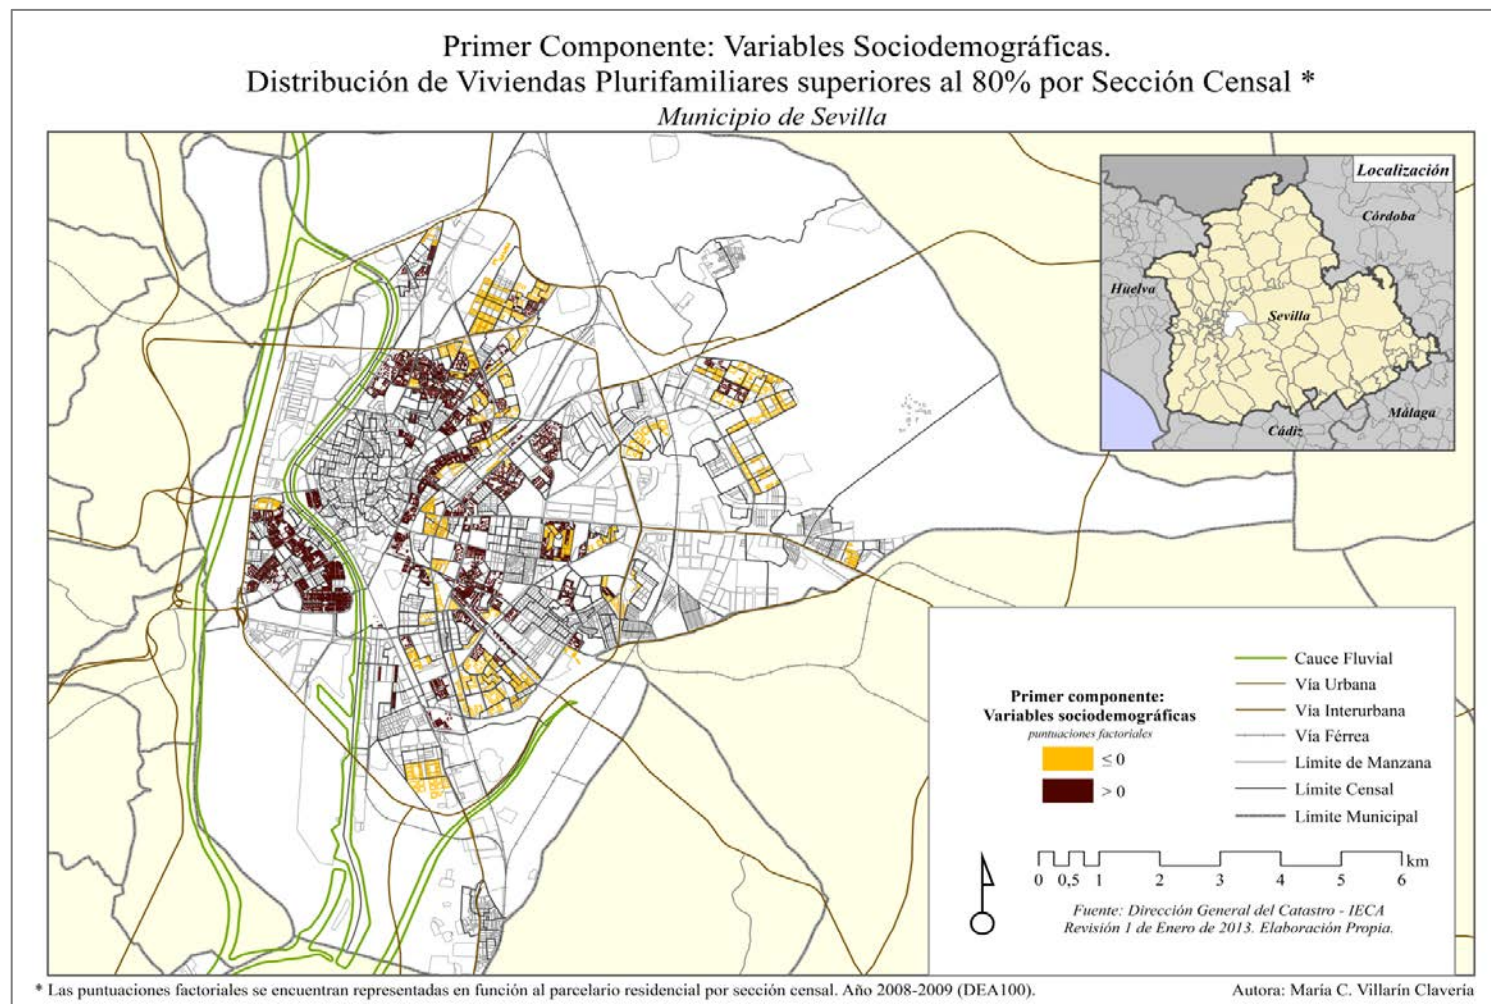 Primer Componente: Variables Sociodemográficas.
Distribución de Viviendas Plurifamiliares superiores al 80% por Sección Censal *
Municipio de Sevilla
Localización
Córdoba
Huelva
Sevilla
Málaga
Cádiz
Primer componente:
Variables sociodemográficas
puntuaciones factoriales
≤ 0
> 0
Cauce Fluvial
Vía Urbana
Vía Interurbana
Vía Férrea
Límite de Manzana
Límite Censal
Límite Municipal
km
0 0,5 1 2 3 4 5 6
Fuente: Dirección General del Catastro - IECA
Revisión 1 de Enero de 2013. Elaboración Propia.
* Las puntuaciones factoriales se encuentran representadas en función al parcelario residencial por sección censal. Año 2008-2009 (DEA100).
Autora: María C. Villarín Clavería